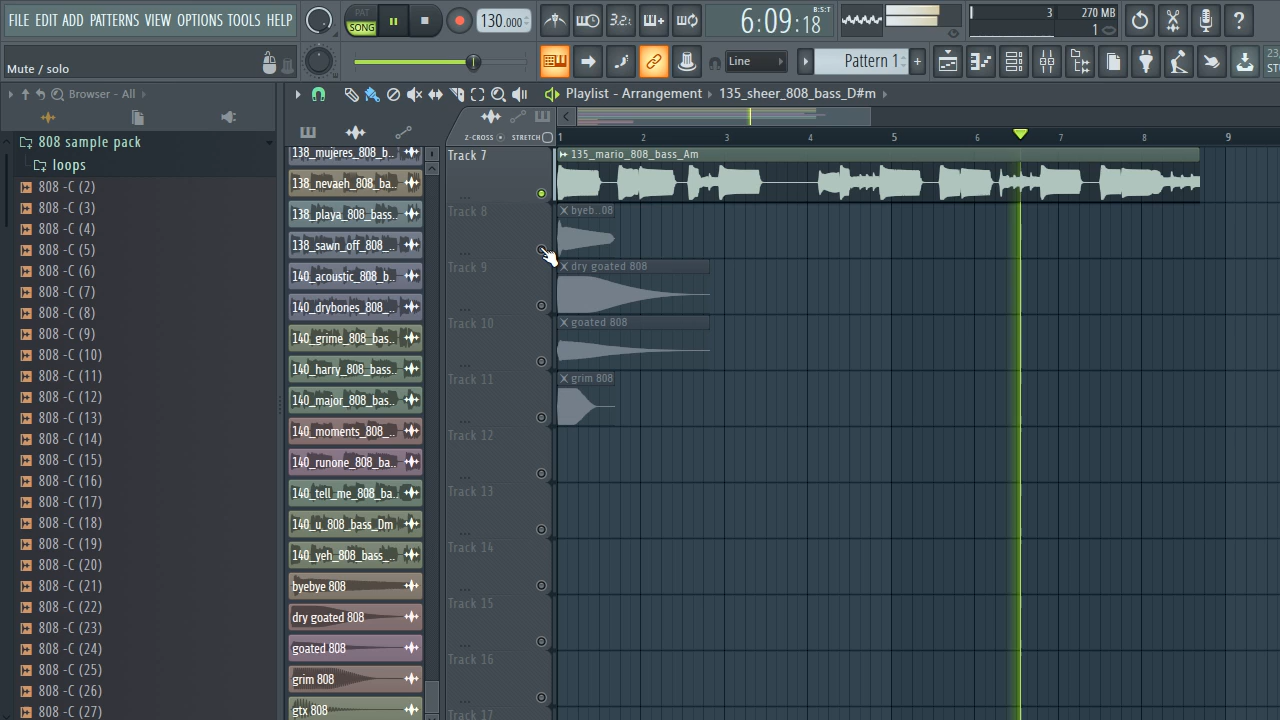 FILE EDIT ADD PATTERNS VIEW OPTIONS TOOLS HELP
PAT
SONG
130.000
3.2.
6:09:18
B:S:T
3
270 MB
1
23.
STO
Mute / solo
Line
Pattern 1
Browser - All
Playlist - Arrangement
135_sheer_808_bass_D#m
808 sample pack
loops
808 -C (2)
808 -C (3)
808 -C (4)
808 -C (5)
808 -C (6)
808 -C (7)
808 -C (8)
808 -C (9)
808 -C (10)
808 -C (11)
808 -C (12)
808 -C (13)
808 -C (14)
808 -C (15)
808 -C (16)
808 -C (17)
808 -C (18)
808 -C (19)
808 -C (20)
808 -C (21)
808 -C (22)
808 -C (23)
808 -C (24)
808 -C (25)
808 -C (26)
808 -C (27)
138_mujeres_808_b..
138_nevaeh_808_ba..
138_playa_808_bass..
138_sawn_off_808_..
140_acoustic_808_b..
140_drybones_808_..
140_grime_808_bas..
140_harry_808_bass..
140_major_808_bas..
140_moments_808_..
140_runone_808_ba..
140_tell_me_808_ba..
140_u_808_bass_Dm
140_yeh_808_bass_..
byebye 808
dry goated 808
goated 808
grim 808
gtx 808
Z-CROSS
STRETCH
1 2 3 4 5 6 7 8 9
Track 7
135_mario_808_bass_Am
Track 8
byeb..08
Track 9
dry goated 808
Track 10
goated 808
Track 11
grim 808
Track 12
Track 13
Track 14
Track 15
Track 16
Track 17